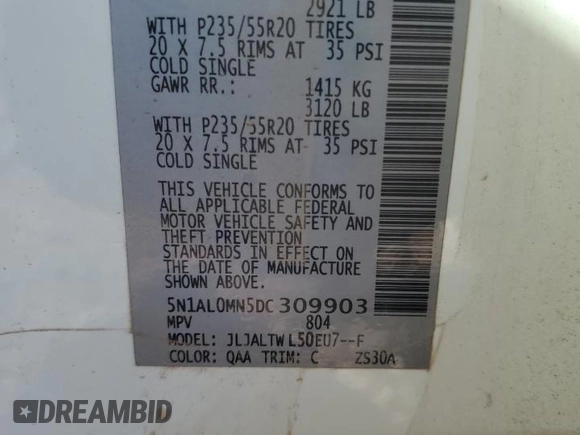 2921 LB
WITH P235/55R20 TIRES
20 X 7.5 RIMS AT 35 PSI
COLD SINGLE
GAWR RR.: 1415 KG
3120 LB
WITH P235/55R20 TIRES
20 X 7.5 RIMS AT 35 PSI
COLD SINGLE
THIS VEHICLE CONFORMS TO
ALL APPLICABLE FEDERAL
MOTOR VEHICLE SAFETY AND
THEFT PREVENTION
STANDARDS IN EFFECT ON
THE DATE OF MANUFACTURE
SHOWN ABOVE.
5N1AL0MN5DC309903
MPV 804
MODEL: JLJALTWL50EU7--F
COLOR: QAA TRIM: C ZS30A
DREAMBID